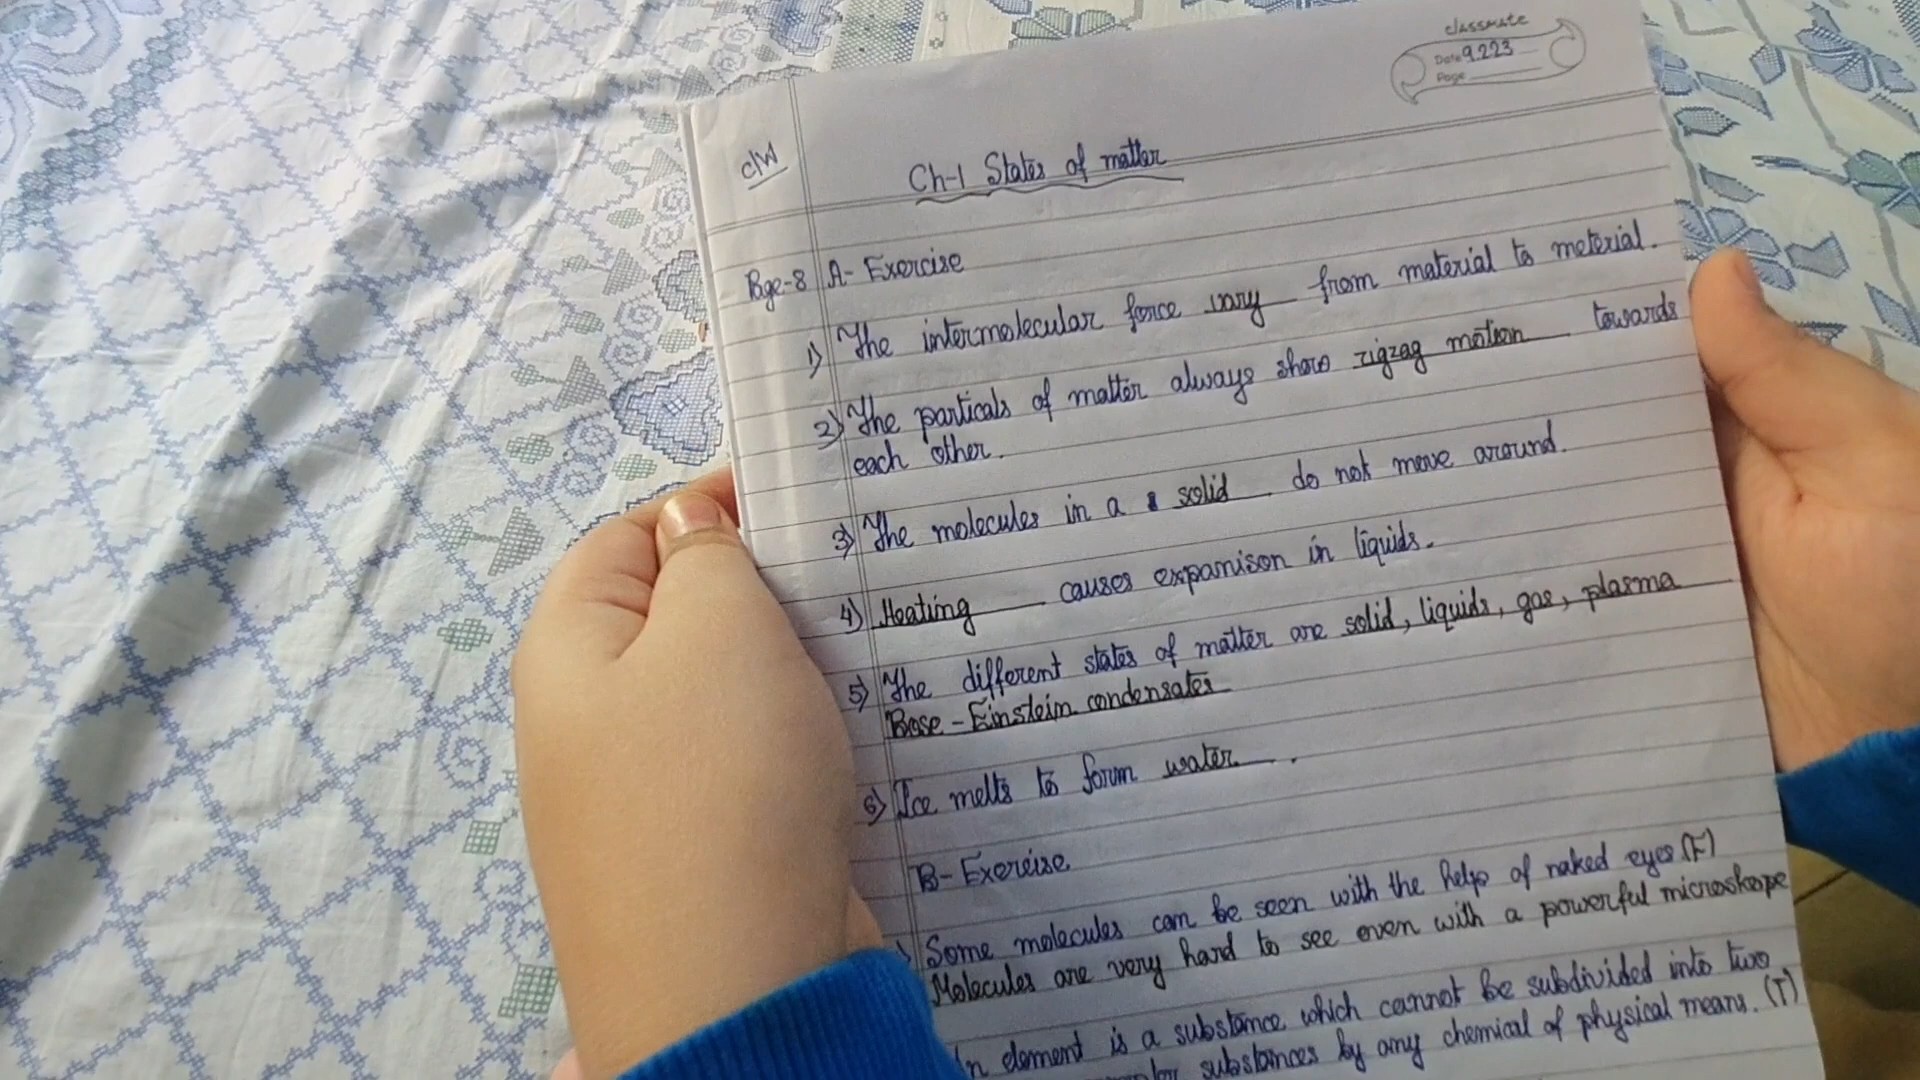 classmate
Date 9.2.23
Page
C/W
Ch-1 States of matter
Page-8 A- Exercise
1) The intermolecular force vary from material to meterial.
2) The particals of matter always show zigzag motion towards
each other.
3) The molecules in a solid do not move around.
4) Heating causes expamison in liquids.
5) The different states of matter are solid, liquids, gas, plasma
Bose-Einstein condensates
6) Ice melts to form water.
B- Exercise
Some molecules can be seen with the help of naked eyes (F)
Molecules are very hard to see even with a powerful microskope
element is a substance which cannot be subdivided into two
substances by any chemical of physical means. (T)